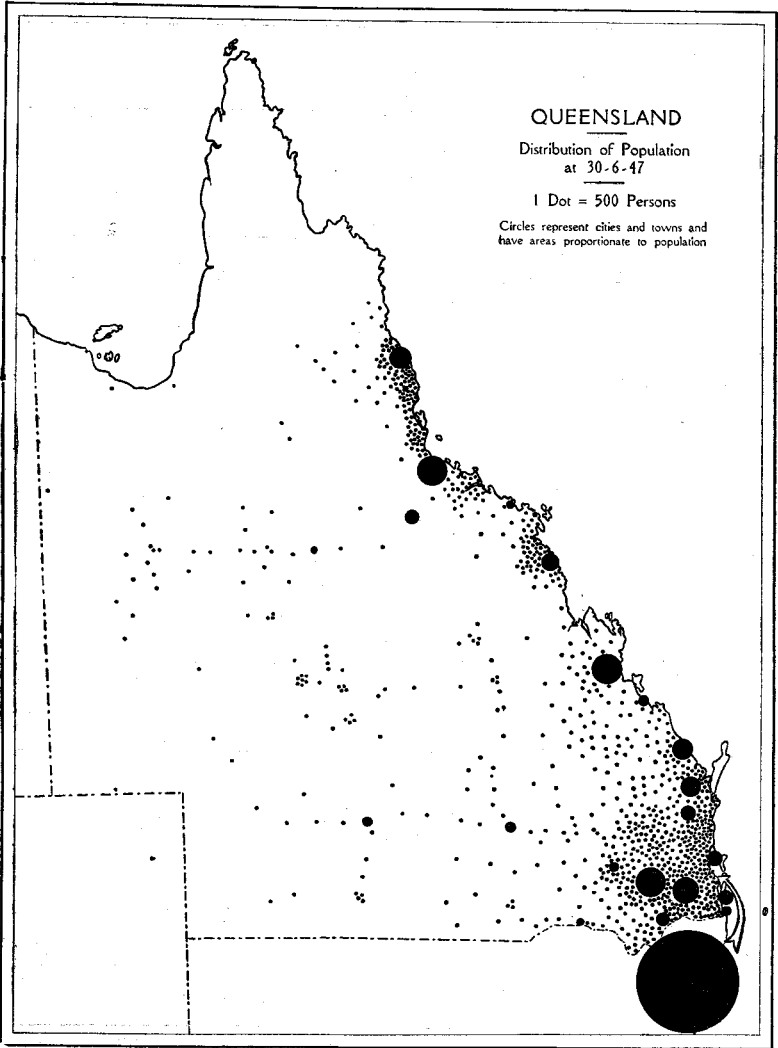 QUEENSLAND
Distribution of Population
at 30-6-47
1 Dot = 500 Persons
Circles represent cities and towns and
have areas proportionate to population